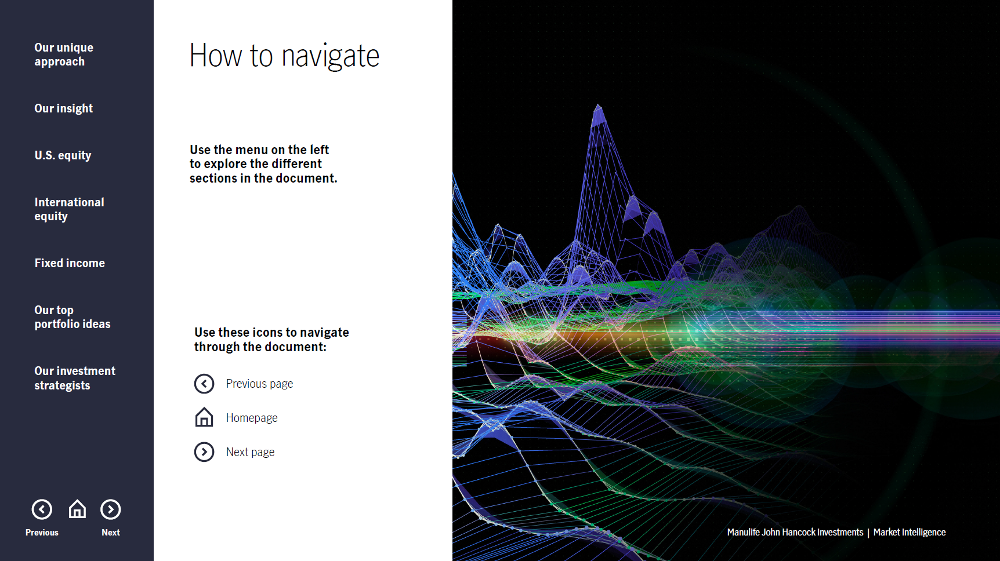 Our unique
approach
Our insight
U.S. equity
International
equity
Fixed income
Our top
portfolio ideas
Our investment
strategists
Previous
Next
How to navigate
Use the menu on the left
to explore the different
sections in the document.
Use these icons to navigate
through the document:
Previous page
Homepage
Next page
Manulife John Hancock Investments | Market Intelligence